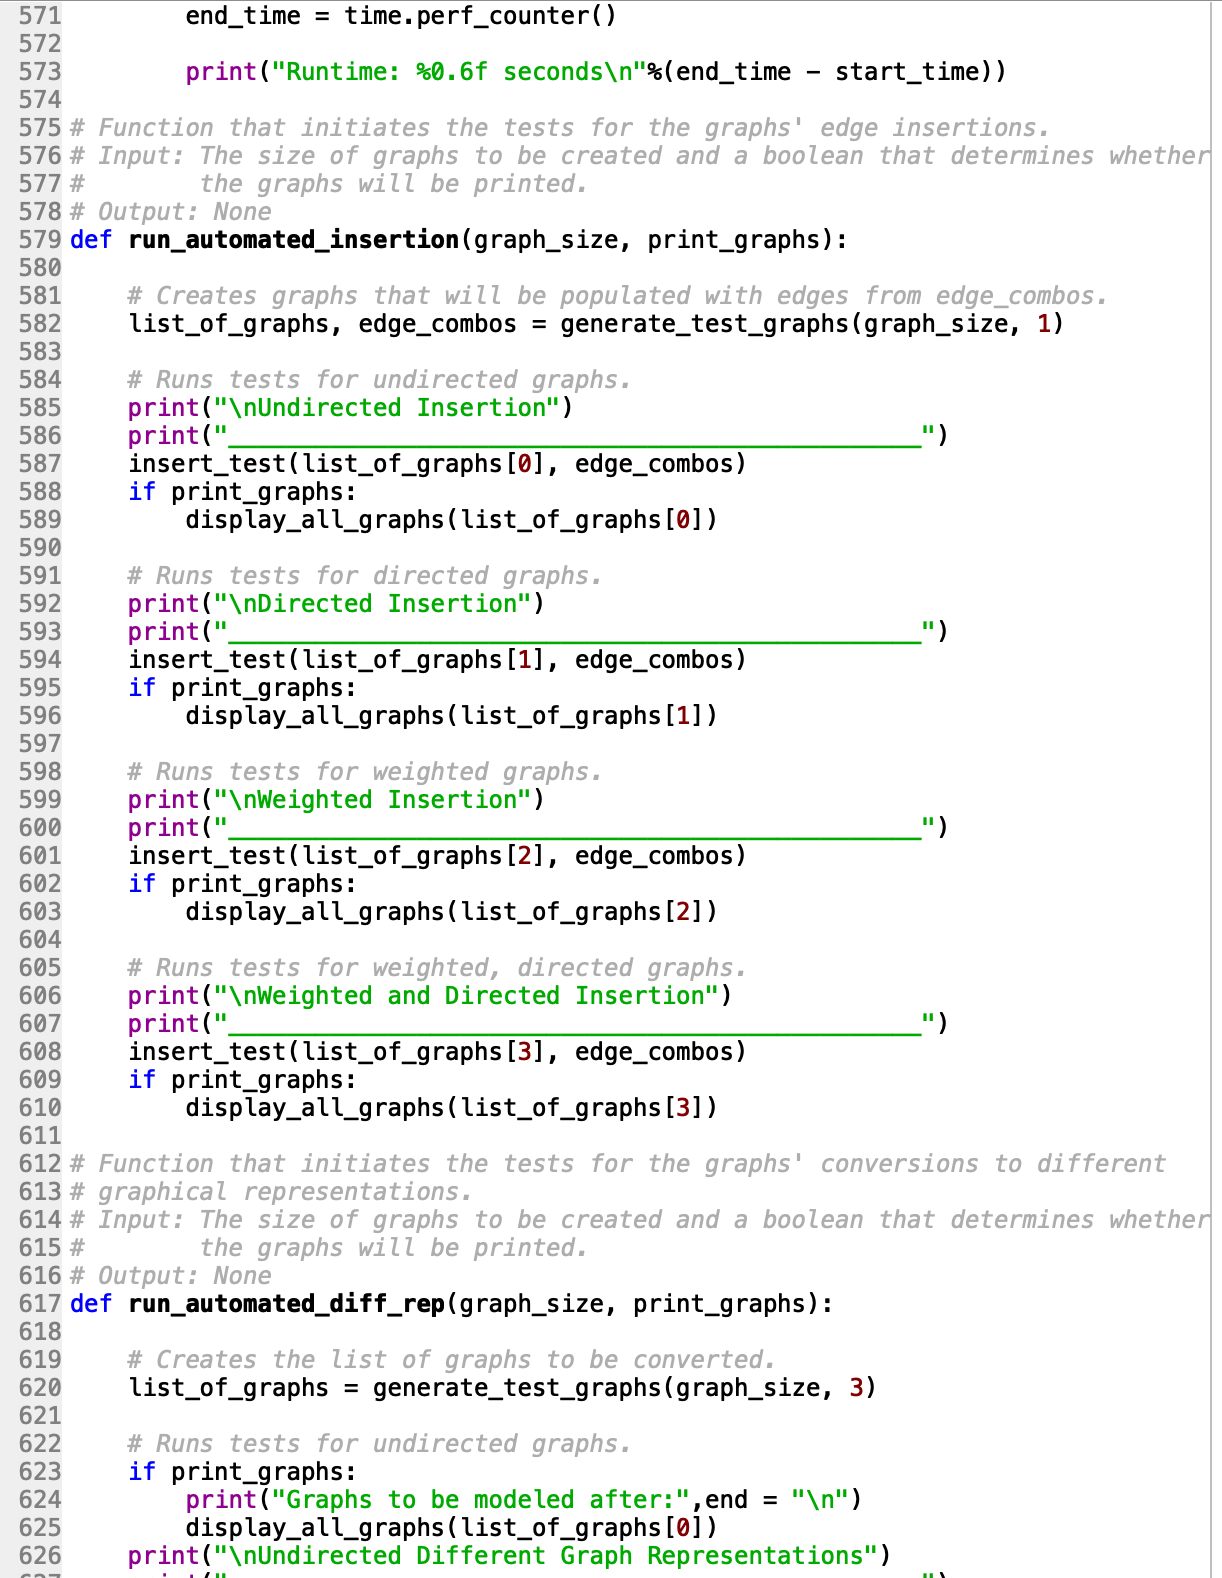 571         end_time = time.perf_counter()
572
573         print("Runtime: %0.6f seconds\n"%(end_time - start_time))
574
575 # Function that initiates the tests for the graphs' edge insertions.
576 # Input: The size of graphs to be created and a boolean that determines whether
577 #        the graphs will be printed.
578 # Output: None
579 def run_automated_insertion(graph_size, print_graphs):
580
581     # Creates graphs that will be populated with edges from edge_combos.
582     list_of_graphs, edge_combos = generate_test_graphs(graph_size, 1)
583
584     # Runs tests for undirected graphs.
585     print("\nUndirected Insertion")
586     print("________________________________________________")
587     insert_test(list_of_graphs[0], edge_combos)
588     if print_graphs:
589         display_all_graphs(list_of_graphs[0])
590
591     # Runs tests for directed graphs.
592     print("\nDirected Insertion")
593     print("________________________________________________")
594     insert_test(list_of_graphs[1], edge_combos)
595     if print_graphs:
596         display_all_graphs(list_of_graphs[1])
597
598     # Runs tests for weighted graphs.
599     print("\nWeighted Insertion")
600     print("________________________________________________")
601     insert_test(list_of_graphs[2], edge_combos)
602     if print_graphs:
603         display_all_graphs(list_of_graphs[2])
604
605     # Runs tests for weighted, directed graphs.
606     print("\nWeighted and Directed Insertion")
607     print("________________________________________________")
608     insert_test(list_of_graphs[3], edge_combos)
609     if print_graphs:
610         display_all_graphs(list_of_graphs[3])
611
612 # Function that initiates the tests for the graphs' conversions to different
613 # graphical representations.
614 # Input: The size of graphs to be created and a boolean that determines whether
615 #        the graphs will be printed.
616 # Output: None
617 def run_automated_diff_rep(graph_size, print_graphs):
618
619     # Creates the list of graphs to be converted.
620     list_of_graphs = generate_test_graphs(graph_size, 3)
621
622     # Runs tests for undirected graphs.
623     if print_graphs:
624         print("Graphs to be modeled after:",end = "\n")
625         display_all_graphs(list_of_graphs[0])
626     print("\nUndirected Different Graph Representations")